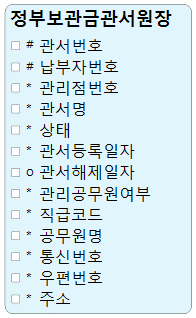 정부보관금관서원장
# 관서번호
# 납부자번호
* 관리점번호
* 관서명
* 상태
* 관서등록일자
o 관서해제일자
* 관리공무원여부
* 직급코드
* 공무원명
* 통신번호
* 우편번호
* 주소